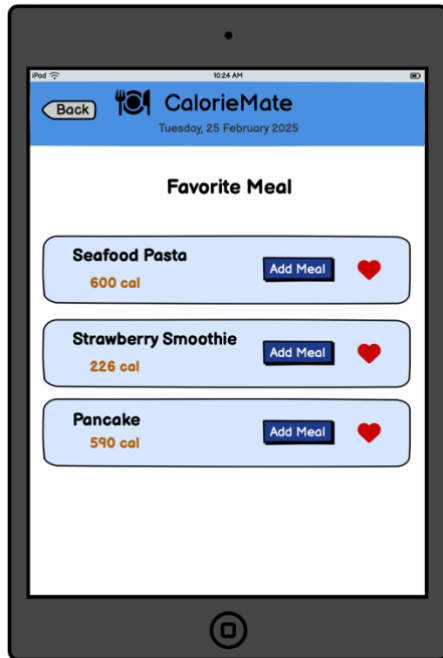 iPod
10:24 AM
Back
CalorieMate
Tuesday, 25 February 2025
Favorite Meal
Seafood Pasta
Add Meal
600 cal
Strawberry Smoothie
Add Meal
226 cal
Pancake
Add Meal
590 cal